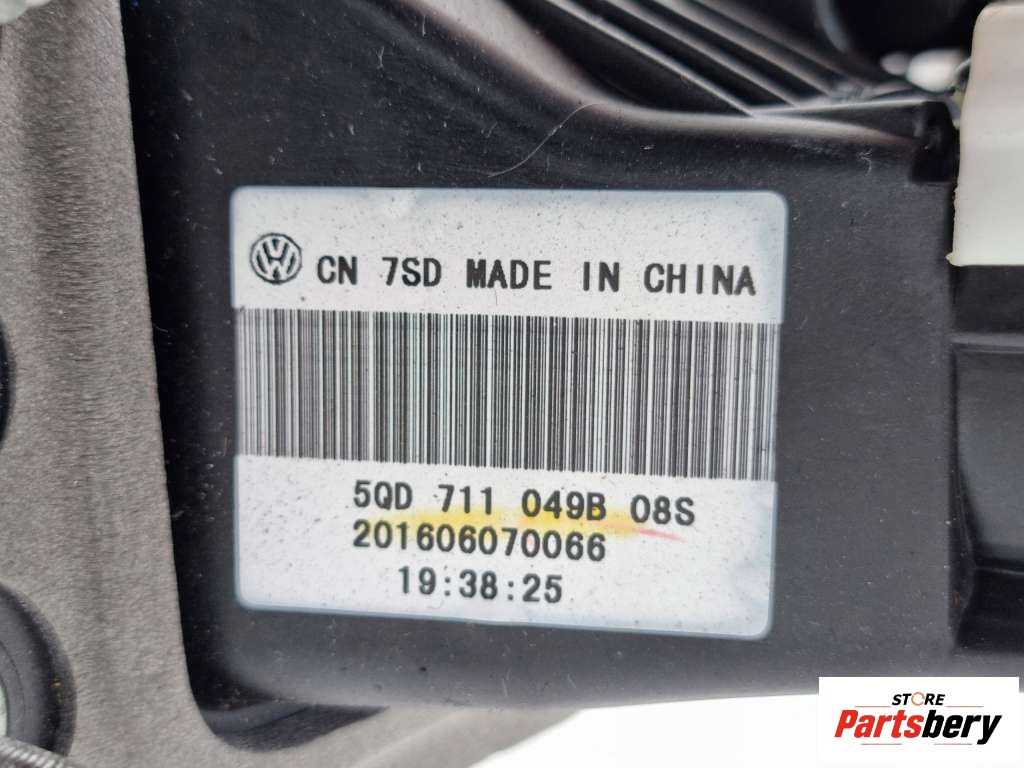 CN 7SD MADE IN CHINA
5QD 711 049B 08S
201606070066
19:38:25
STORE
Partsbery